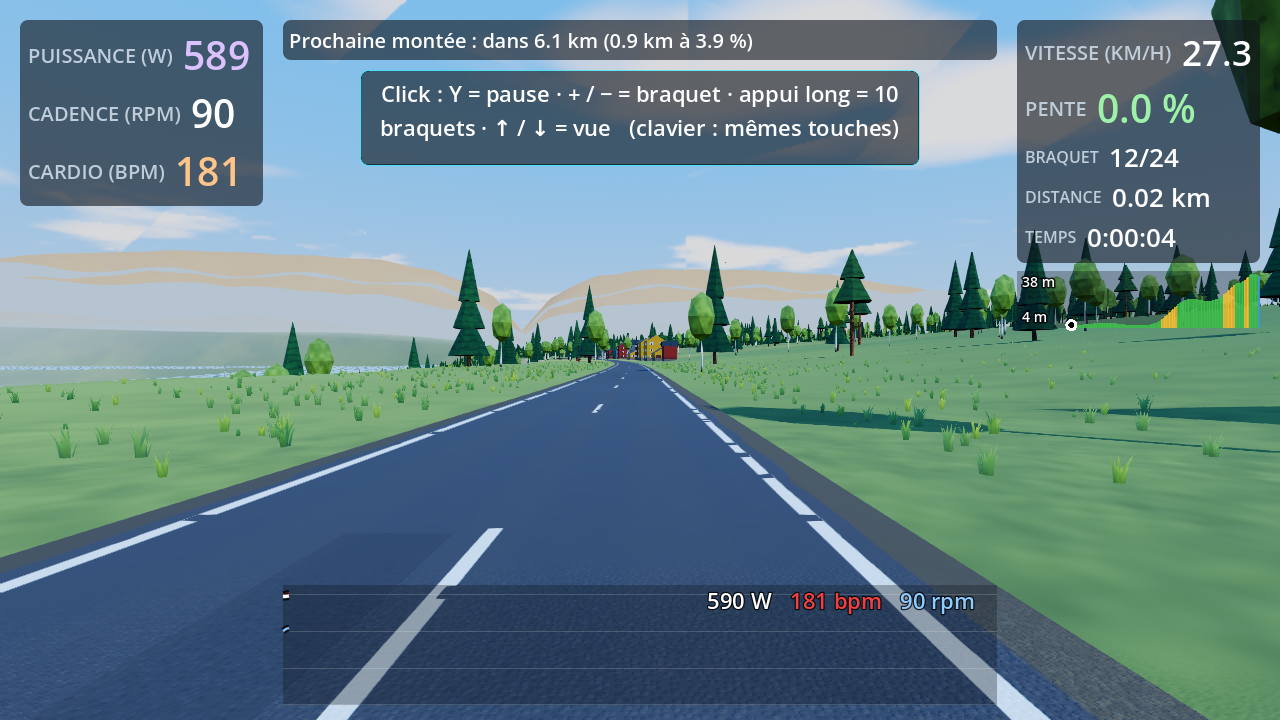 PUISSANCE (W) 589
CADENCE (RPM) 90
CARDIO (BPM) 181
Prochaine montée : dans 6.1 km (0.9 km à 3.9 %)
Click : Y = pause · + / − = braquet · appui long = 10
braquets · ↑ / ↓ = vue (clavier : mêmes touches)
VITESSE (KM/H) 27.3
PENTE 0.0 %
BRAQUET 12/24
DISTANCE 0.02 km
TEMPS 0:00:04
38 m
4 m
590 W 181 bpm 90 rpm